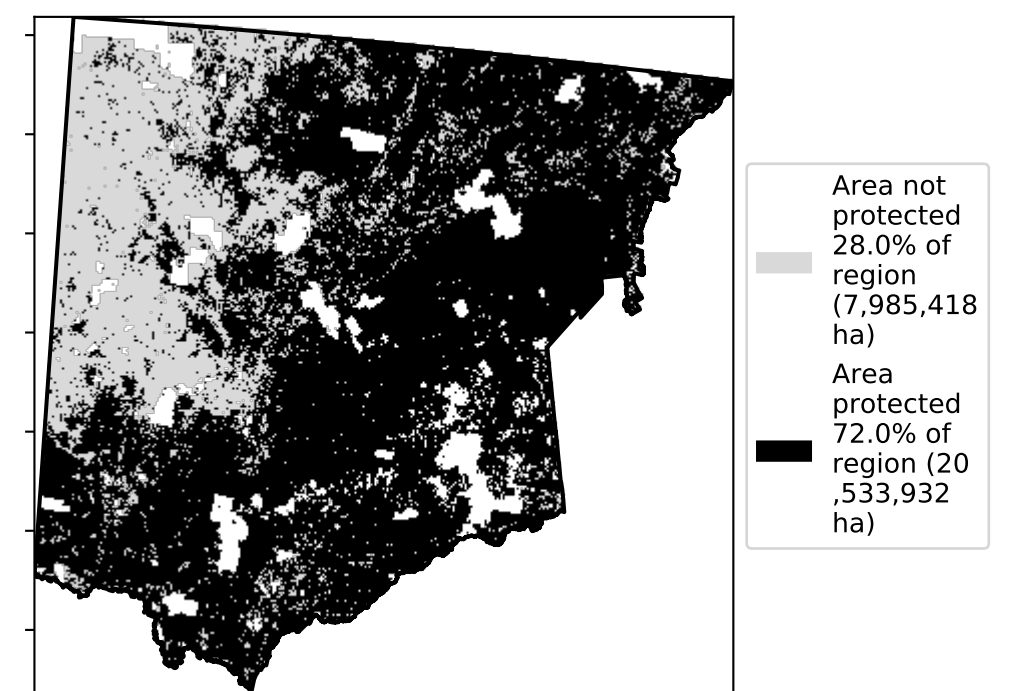 Area not
protected
28.0% of
region
(7,985,418
ha)
Area
protected
72.0% of
region (20
,533,932
ha)